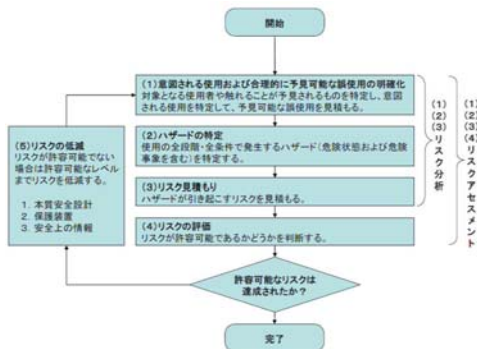 開始
(1)意図される使用および合理的に予見可能な誤使用の明確化
対象となる使用者や触れることが予見されるものを特定し、意図
される使用を特定して、予見可能な誤使用を見積もる。
(2)ハザードの特定
使用の全段階・全条件で発生するハザード(危険状態および危険
事象を含む)を特定する。
(3)リスク見積もり
ハザードが引き起こすリスクを見積もる。
(4)リスクの評価
リスクが許容可能であるかどうかを判断する。
許容可能なリスクは
達成されたか?
完了
(5)リスクの低減
リスクが許容可能でない
場合は許容可能なレベル
までリスクを低減する。
1. 本質安全設計
2. 保護装置
3. 安全上の情報
(1)(2)(3)リスク分析
(1)(2)(3)(4)リスクアセスメント